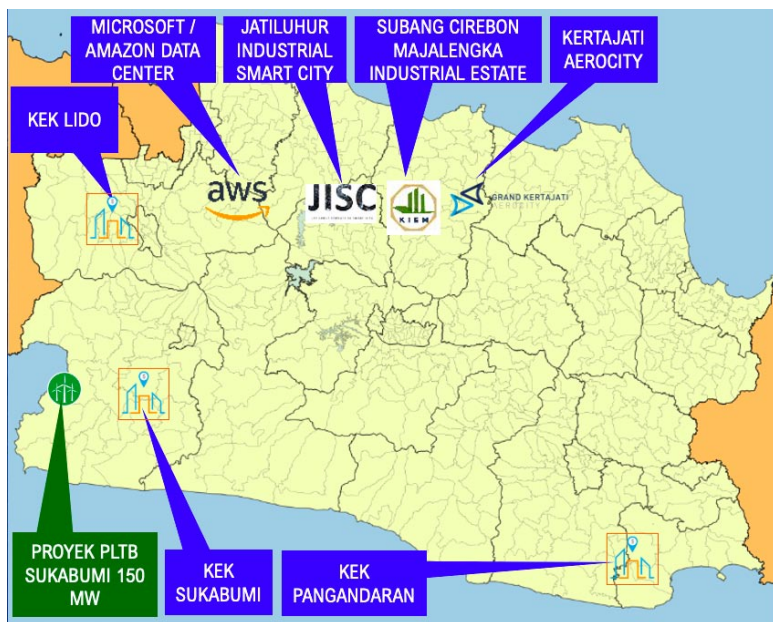 MICROSOFT /
AMAZON DATA
CENTER
JATILUHUR
INDUSTRIAL
SMART CITY
SUBANG CIREBON
MAJALENGKA
INDUSTRIAL ESTATE
KERTAJATI
AEROCITY
KEK LIDO
aws
JISC
KIEM
GRAND KERTAJATI
AEROCITY
PROYEK PLTB
SUKABUMI 150
MW
KEK
SUKABUMI
KEK
PANGANDARAN